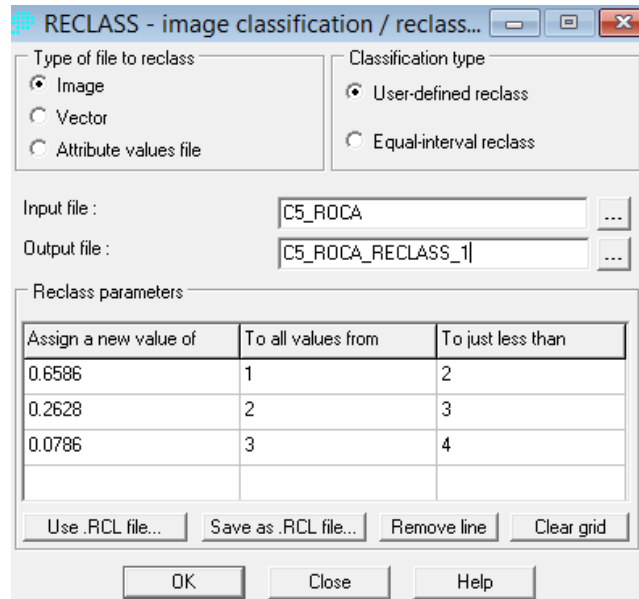 RECLASS - image classification / reclass...
Type of file to reclass
Image
Vector
Attribute values file
Classification type
User-defined reclass
Equal-interval reclass
Input file :
C5_ROCA
...
Output file :
C5_ROCA_RECLASS_1
...
Reclass parameters
Assign a new value of To all values from To just less than
0.6586 1 2
0.2628 2 3
0.0786 3 4
Use .RCL file... Save as .RCL file... Remove line Clear grid
OK Close Help